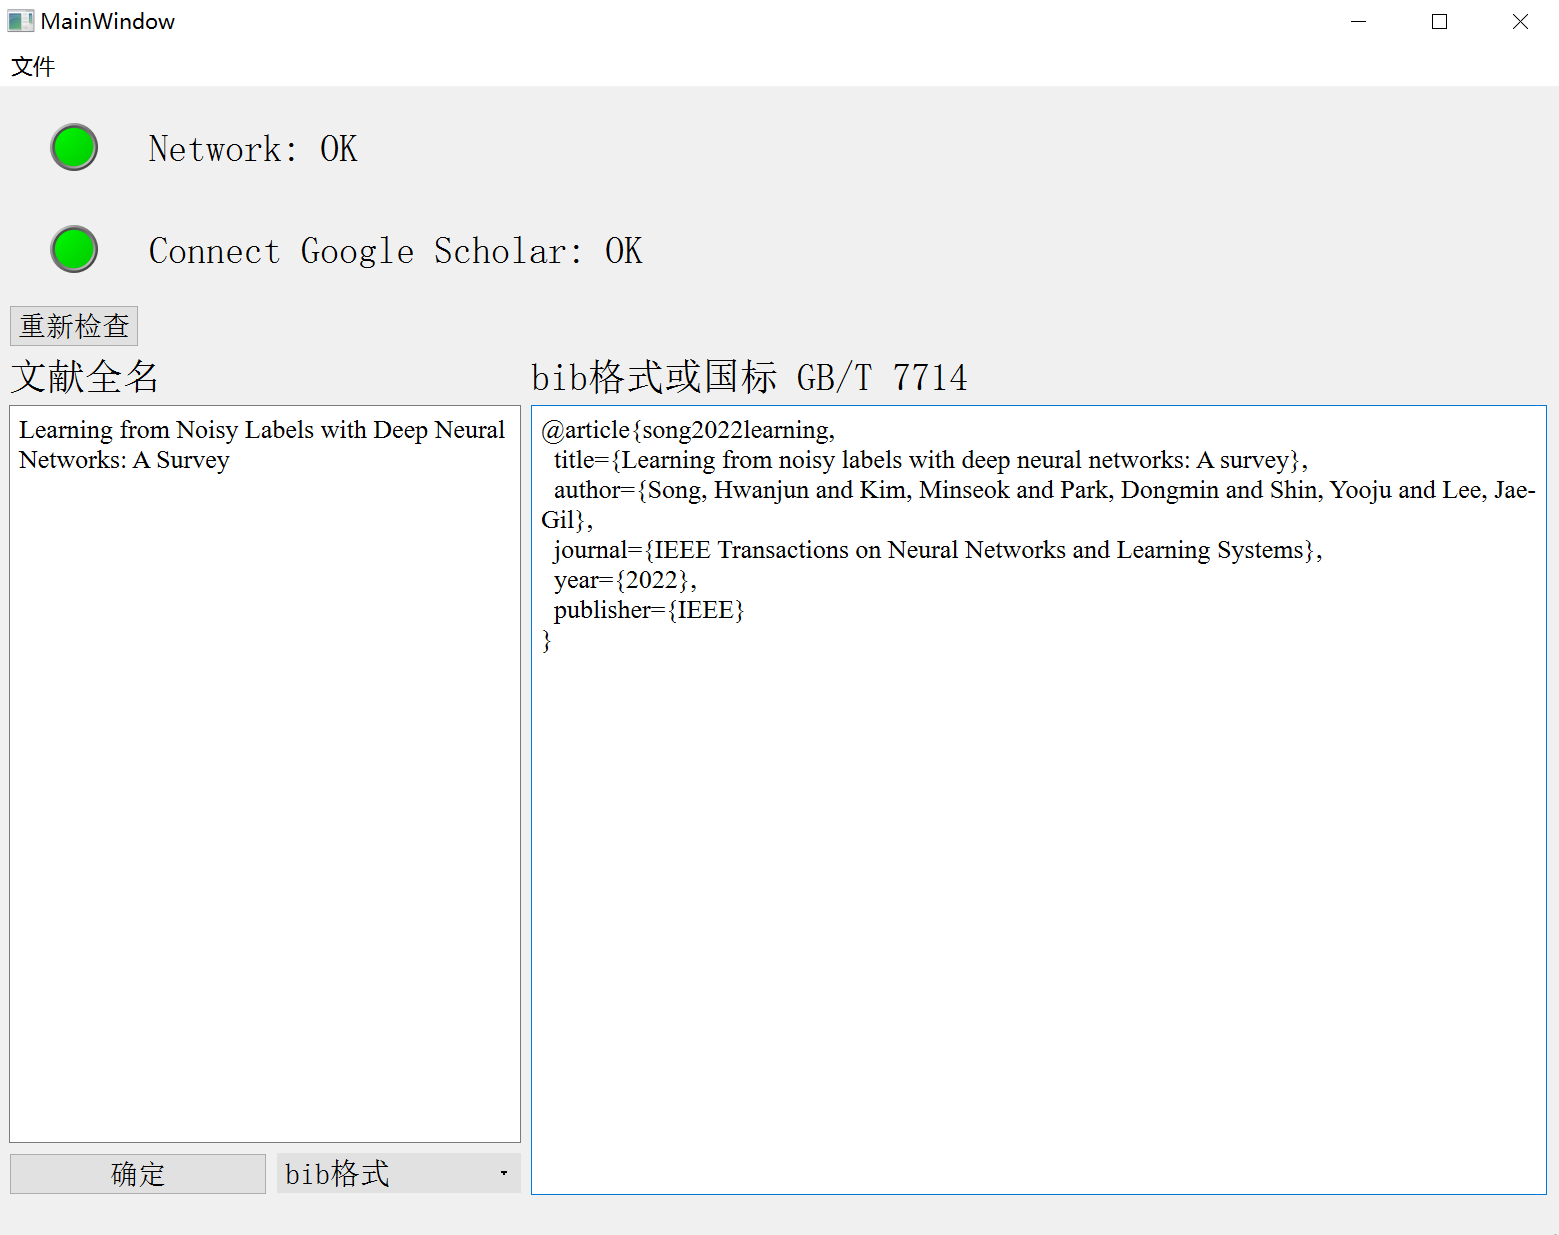 MainWindow
文件
Network: OK
Connect Google Scholar: OK
重新检查
文献全名
bib格式或国标 GB/T 7714
Learning from Noisy Labels with Deep Neural
Networks: A Survey
@article{song2022learning,
  title={Learning from noisy labels with deep neural networks: A survey},
  author={Song, Hwanjun and Kim, Minseok and Park, Dongmin and Shin, Yooju and Lee, Jae-
Gil},
  journal={IEEE Transactions on Neural Networks and Learning Systems},
  year={2022},
  publisher={IEEE}
}
确定
bib格式